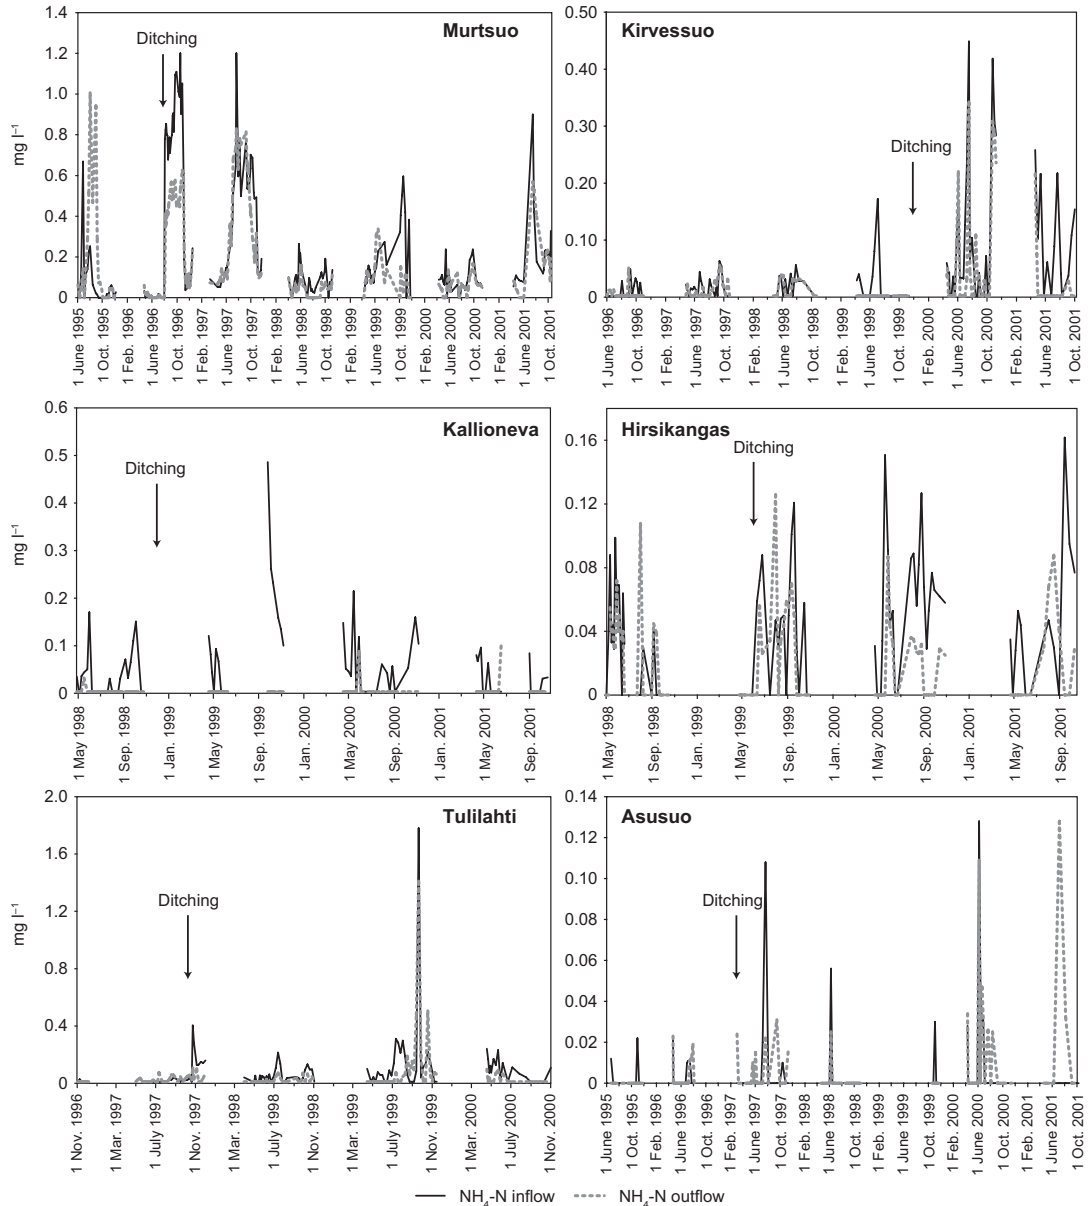 Murtsuo
Ditching
mg l⁻¹
1.4
1.2
1.0
0.8
0.6
0.4
0.2
0
1 June 1995
1 Oct. 1995
1 Feb. 1996
1 June 1996
1 Oct. 1996
1 Feb. 1997
1 June 1997
1 Oct. 1997
1 Feb. 1998
1 June 1998
1 Oct. 1998
1 Feb. 1999
1 June 1999
1 Oct. 1999
1 Feb. 2000
1 June 2000
1 Oct. 2000
1 Feb. 2001
1 June 2001
1 Oct. 2001
Kirvessuo
Ditching
0.50
0.40
0.30
0.20
0.10
0
1 June 1996
1 Oct. 1996
1 Feb. 1997
1 June 1997
1 Oct. 1997
1 Feb. 1998
1 June 1998
1 Oct. 1998
1 Feb. 1999
1 June 1999
1 Oct. 1999
1 Feb. 2000
1 June 2000
1 Oct. 2000
1 Feb. 2001
1 June 2001
1 Oct. 2001
Kallioneva
Ditching
mg l⁻¹
0.6
0.5
0.4
0.3
0.2
0.1
0
1 May 1998
1 Sep. 1998
1 Jan. 1999
1 May 1999
1 Sep. 1999
1 Jan. 2000
1 May 2000
1 Sep. 2000
1 Jan. 2001
1 May 2001
1 Sep. 2001
Hirsikangas
Ditching
0.16
0.12
0.08
0.04
0
1 May 1998
1 Sep. 1998
1 Jan. 1999
1 May 1999
1 Sep. 1999
1 Jan. 2000
1 May 2000
1 Sep. 2000
1 Jan. 2001
1 May 2001
1 Sep. 2001
Tulilahti
Ditching
mg l⁻¹
2.0
1.6
1.2
0.8
0.4
0
1 Nov. 1996
1 Mar. 1997
1 July 1997
1 Nov. 1997
1 Mar. 1998
1 July 1998
1 Nov. 1998
1 Mar. 1999
1 July 1999
1 Nov. 1999
1 Mar. 2000
1 July 2000
1 Nov. 2000
Asusuo
Ditching
0.14
0.12
0.10
0.08
0.06
0.04
0.02
0
1 June 1995
1 Oct. 1995
1 Feb. 1996
1 June 1996
1 Oct. 1996
1 Feb. 1997
1 June 1997
1 Oct. 1997
1 Feb. 1998
1 June 1998
1 Oct. 1998
1 Feb. 1999
1 June 1999
1 Oct. 1999
1 Feb. 2000
1 June 2000
1 Oct. 2000
1 Feb. 2001
1 June 2001
1 Oct. 2001
NH₄-N inflow NH₄-N outflow